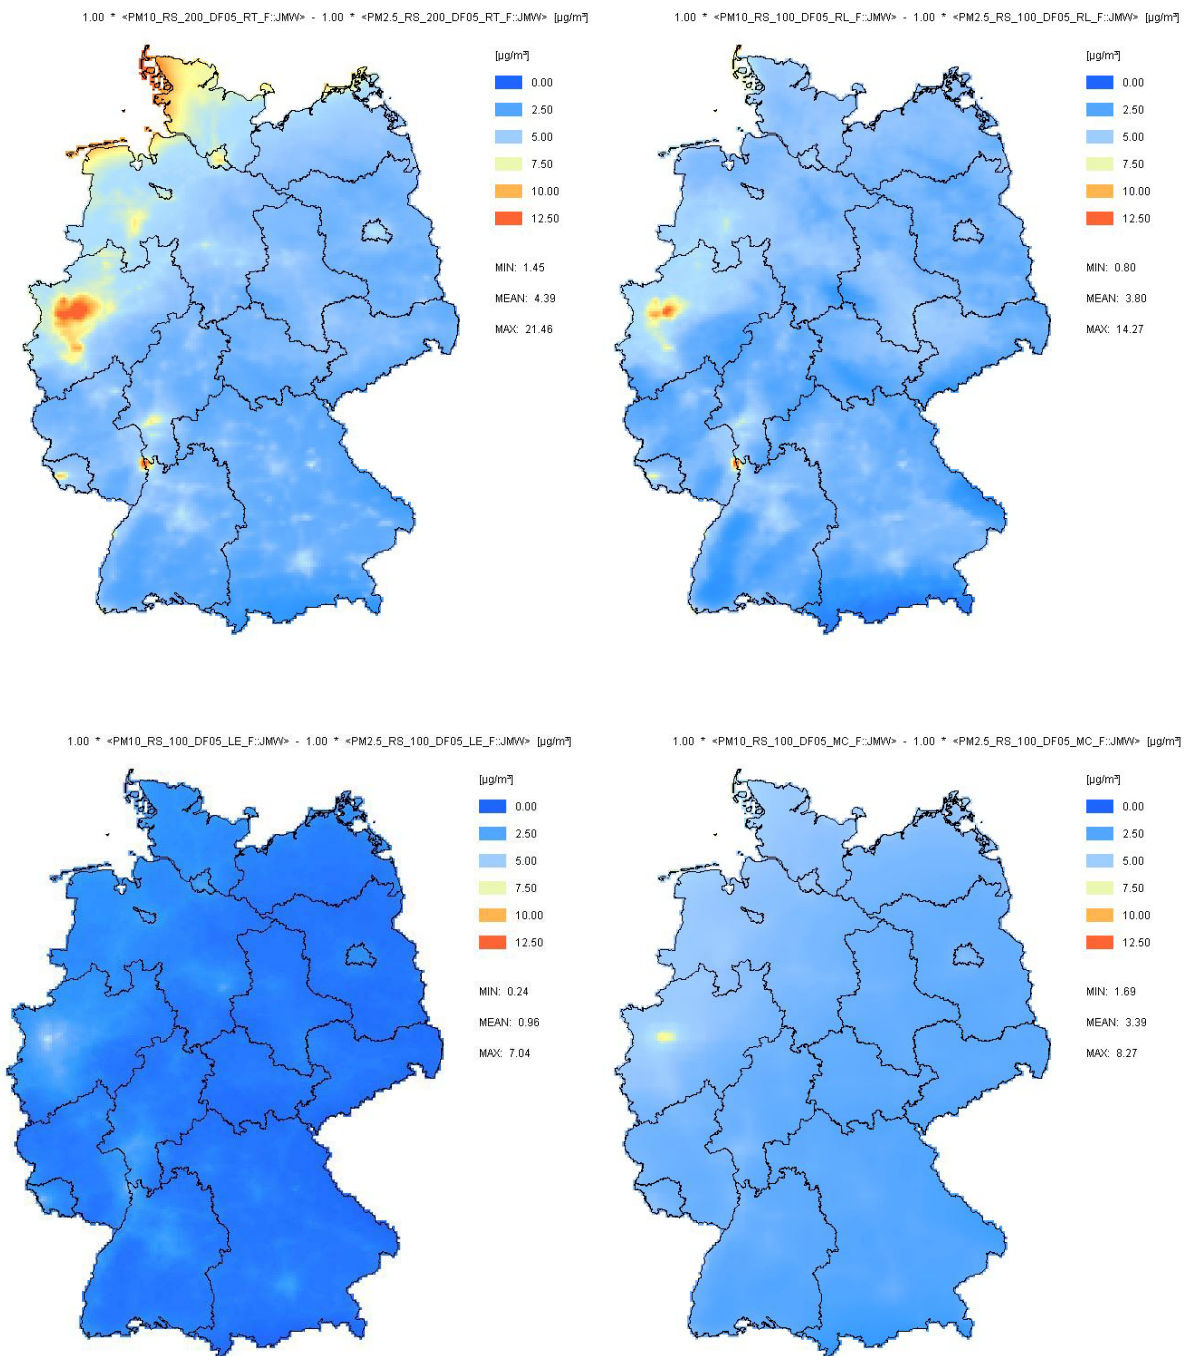 1.00 * <PM10_RS_200_DF05_RT_F::JMW> - 1.00 * <PM2.5_RS_200_DF05_RT_F::JMW> [µg/m³]
[µg/m³]
0.00
2.50
5.00
7.50
10.00
12.50
MIN: 1.45
MEAN: 4.39
MAX: 21.46
1.00 * <PM10_RS_100_DF05_RL_F::JMW> - 1.00 * <PM2.5_RS_100_DF05_RL_F::JMW> [µg/m³]
[µg/m³]
0.00
2.50
5.00
7.50
10.00
12.50
MIN: 0.80
MEAN: 3.80
MAX: 14.27
1.00 * <PM10_RS_100_DF05_LE_F::JMW> - 1.00 * <PM2.5_RS_100_DF05_LE_F::JMW> [µg/m³]
[µg/m³]
0.00
2.50
5.00
7.50
10.00
12.50
MIN: 0.24
MEAN: 0.96
MAX: 7.04
1.00 * <PM10_RS_100_DF05_MC_F::JMW> - 1.00 * <PM2.5_RS_100_DF05_MC_F::JMW> [µg/m³]
[µg/m³]
0.00
2.50
5.00
7.50
10.00
12.50
MIN: 1.69
MEAN: 3.39
MAX: 8.27